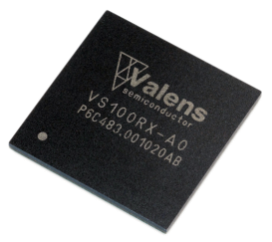 Valens
semiconductor
VS100RX-A0
P6C483.001020AB